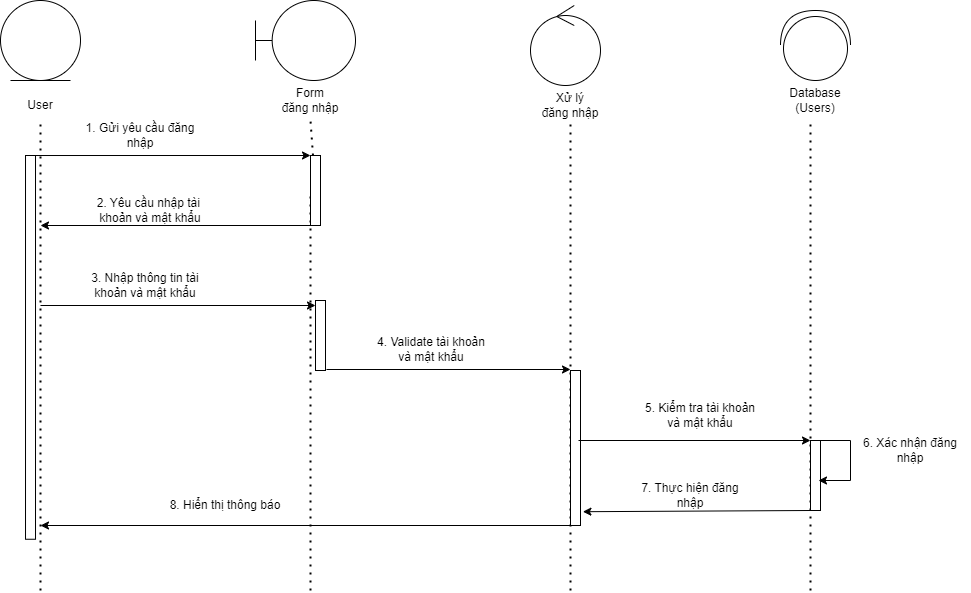 User
Form
đăng nhập
Xử lý
đăng nhập
Database
(Users)
1. Gửi yêu cầu đăng
nhập
2. Yêu cầu nhập tài
khoản và mật khẩu
3. Nhập thông tin tài
khoản và mật khẩu
4. Validate tài khoản
và mật khẩu
5. Kiểm tra tài khoản
và mật khẩu
6. Xác nhận đăng
nhập
7. Thực hiện đăng
nhập
8. Hiển thị thông báo